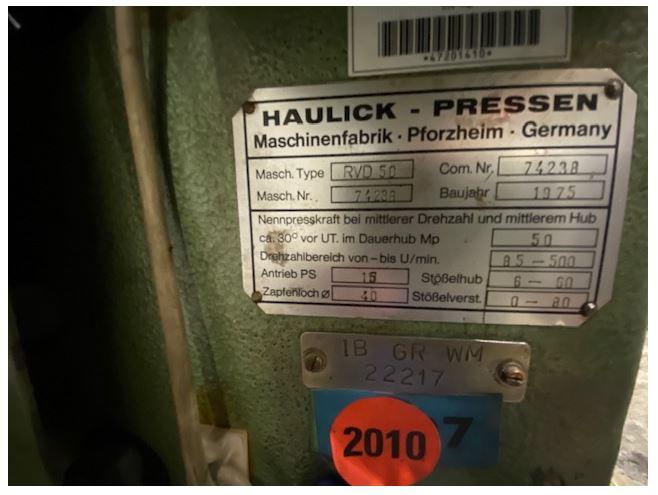 *47201410*
HAULICK - PRESSEN
Maschinenfabrik · Pforzheim · Germany
Masch. Type RVD 50 Com. Nr. 74238
Masch. Nr. 74238 Baujahr 1975
Nennpresskraft bei mittlerer Drehzahl und mittlerem Hub
ca. 30° vor UT. im Dauerhub Mp 50
Drehzahlbereich von – bis U/min. 85 – 500
Antrieb PS 15 Stößelhub 6 – 60
Zapfenloch ø 40 Stößelverst. 0 – 80
IB GR WM
22217
2010 7